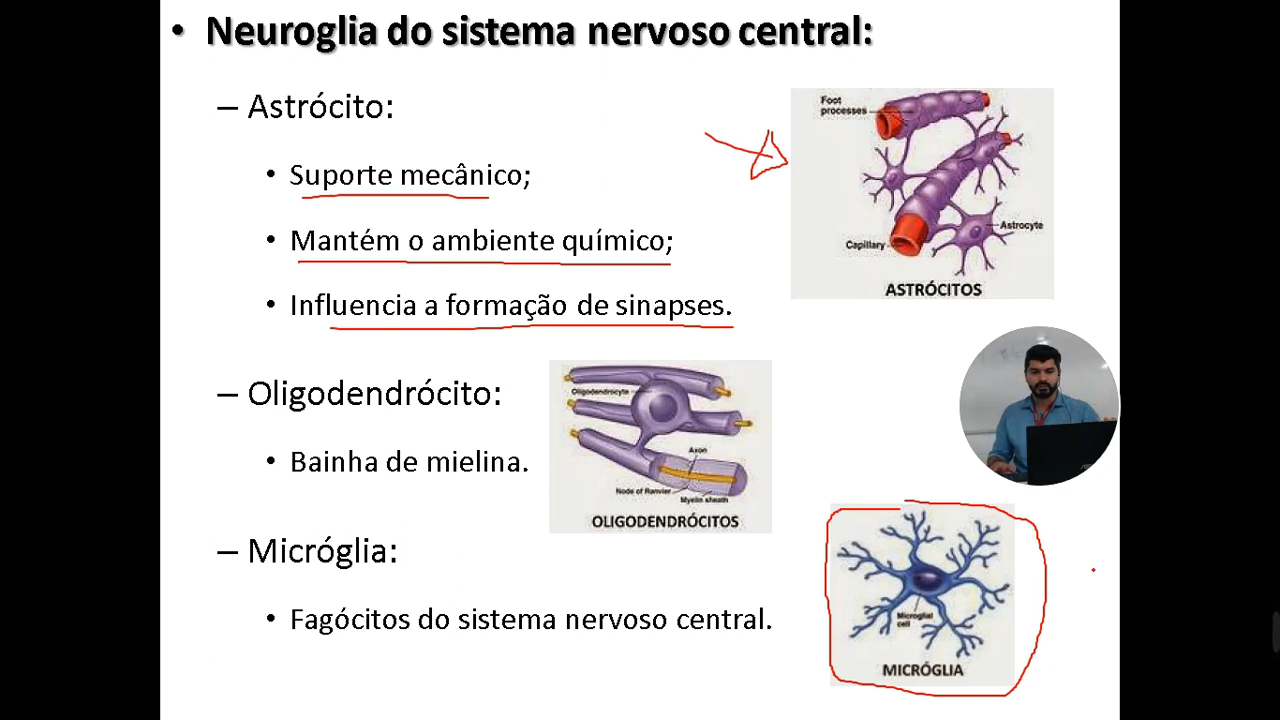 • Neuroglia do sistema nervoso central:
– Astrócito:
• Suporte mecânico;
• Mantém o ambiente químico;
• Influencia a formação de sinapses.
Foot
processes
Astrocyte
Capillary
ASTRÓCITOS
– Oligodendrócito:
• Bainha de mielina.
Oligodendrocyte
Axon
Node of Ranvier
Myelin sheath
OLIGODENDRÓCITOS
– Micróglia:
• Fagócitos do sistema nervoso central.
Microglial
cell
MICRÓGLIA